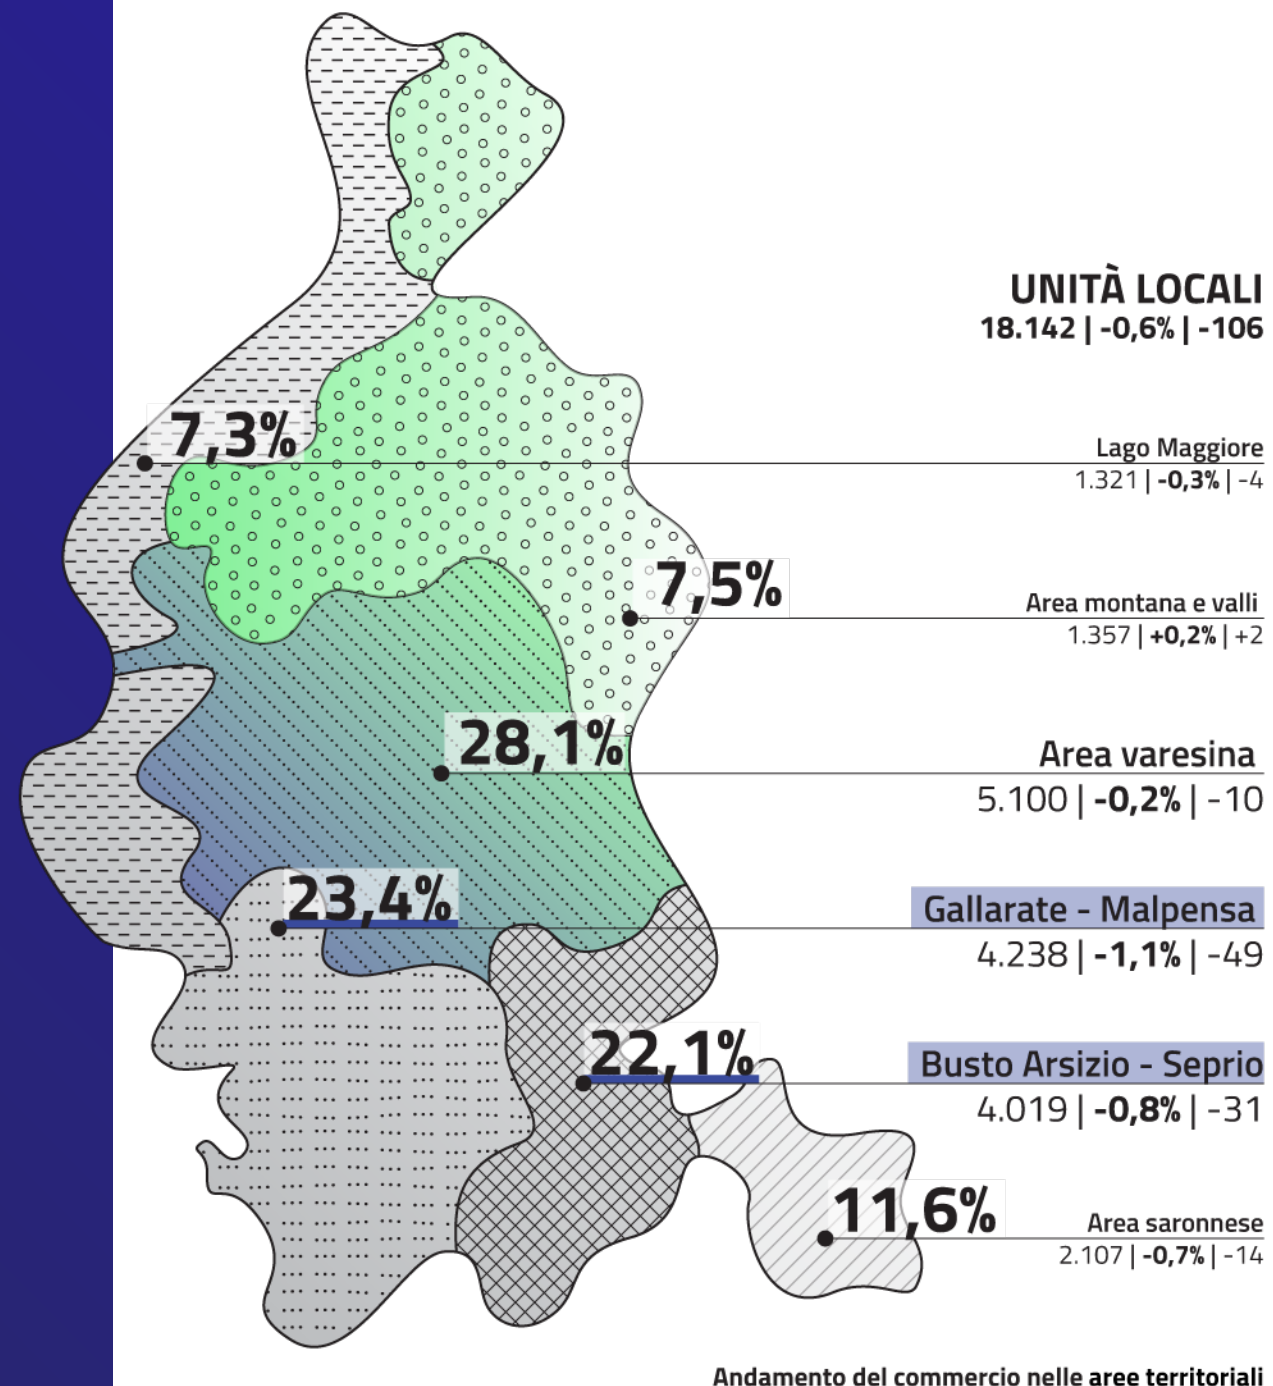 UNITÀ LOCALI
18.142 | -0,6% | -106
7,3%
Lago Maggiore
1.321 | -0,3% | -4
7,5%
Area montana e valli
1.357 | +0,2% | +2
28,1%
Area varesina
5.100 | -0,2% | -10
23,4%
Gallarate - Malpensa
4.238 | -1,1% | -49
22,1%
Busto Arsizio - Seprio
4.019 | -0,8% | -31
11,6%
Area saronnese
2.107 | -0,7% | -14
Andamento del commercio nelle aree territoriali